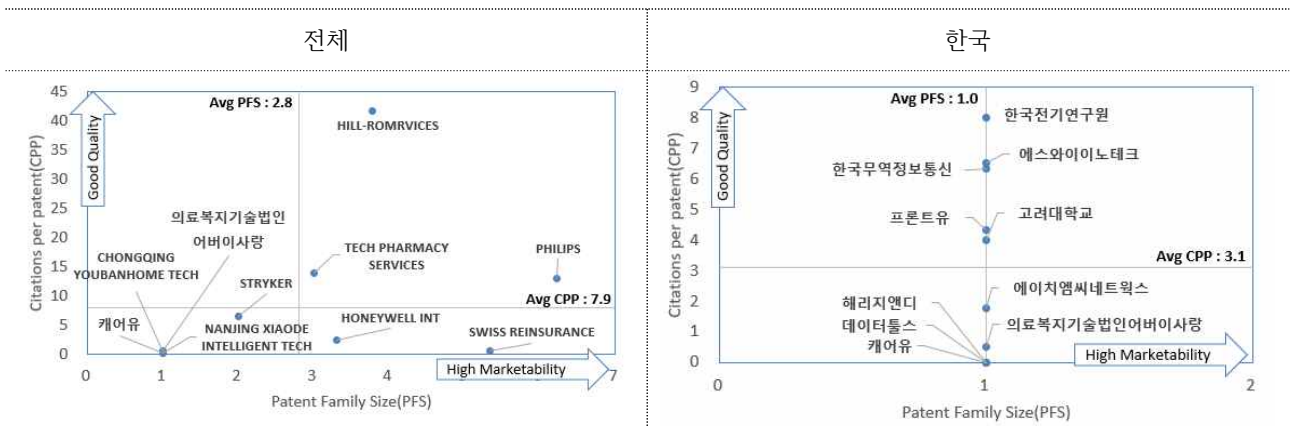 전체
한국
45
40
35
30
25
20
15
10
5
0
Citations per patent(CPP)
Good Quality
Avg PFS : 2.8
HILL-ROMRVICES
의료복지기술법인
어버이사랑
CHONGQING
YOUBANHOME TECH
STRYKER
TECH PHARMACY
SERVICES
PHILIPS
Avg CPP : 7.9
캐어유
NANJING XIAODE
INTELLIGENT TECH
HONEYWELL INT
SWISS REINSURANCE
High Marketability
0 1 2 3 4 5 6 7
Patent Family Size(PFS)
9
8
7
6
5
4
3
2
1
0
Citations per patent(CPP)
Good Quality
Avg PFS : 1.0
한국전기연구원
에스와이이노테크
한국무역정보통신
프론트유
고려대학교
Avg CPP : 3.1
에이치엠씨네트웍스
헤리지앤디
데이터툴스
캐어유
의료복지기술법인어버이사랑
High Marketability
0 1 2
Patent Family Size(PFS)